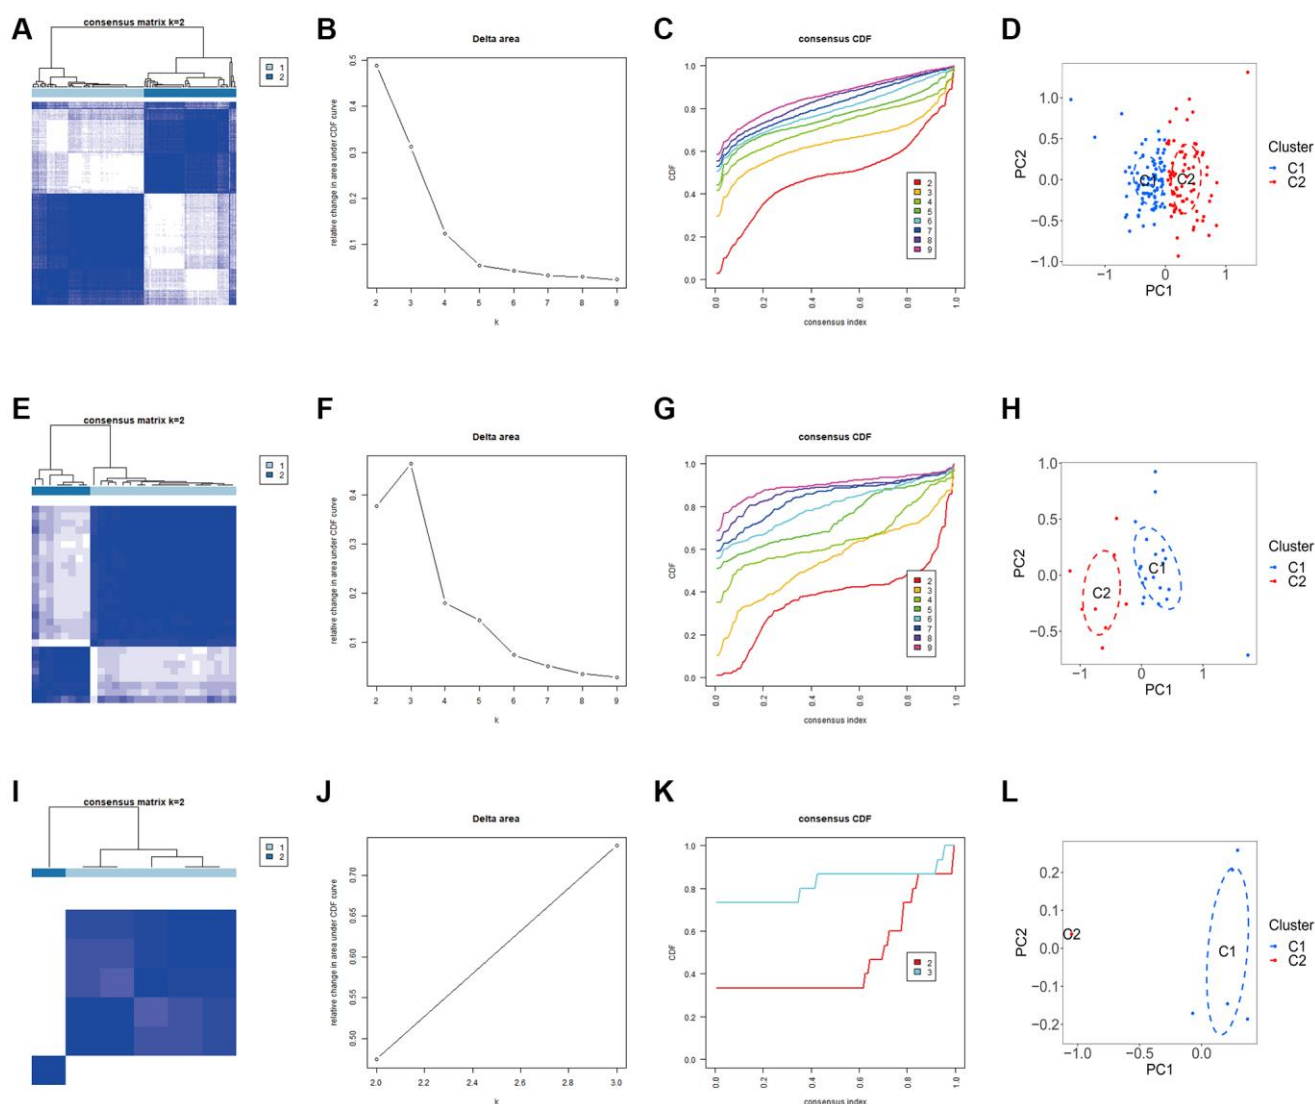 A
consensus matrix k=2
1
2
B
Delta area
relative change in area under CDF curve
0.5
0.4
0.3
0.2
0.1
2 3 4 5 6 7 8 9
k
C
consensus CDF
CDF
1.0
0.8
0.6
0.4
0.2
0.0
2
3
4
5
6
7
8
9
0.0 0.2 0.4 0.6 0.8 1.0
consensus index
D
PC2
1.0
0.5
0.0
−0.5
−1.0
C1 C2
−1 0 1
PC1
Cluster
C1
C2
E
consensus matrix k=2
1
2
F
Delta area
relative change in area under CDF curve
0.4
0.3
0.2
0.1
2 3 4 5 6 7 8 9
k
G
consensus CDF
CDF
1.0
0.8
0.6
0.4
0.2
0.0
2
3
4
5
6
7
8
9
0.0 0.2 0.4 0.6 0.8 1.0
consensus index
H
PC2
1.0
0.5
0.0
−0.5
C1
C2
−1 0 1
PC1
Cluster
C1
C2
I
consensus matrix k=2
1
2
J
Delta area
relative change in area under CDF curve
0.70
0.65
0.60
0.55
0.50
2.0 2.2 2.4 2.6 2.8 3.0
k
K
consensus CDF
CDF
1.0
0.8
0.6
0.4
0.2
0.0
2
3
0.0 0.2 0.4 0.6 0.8 1.0
consensus index
L
PC2
0.2
0.1
0.0
−0.1
−0.2
C2
C1
−1.0 −0.5 0.0
PC1
Cluster
C1
C2